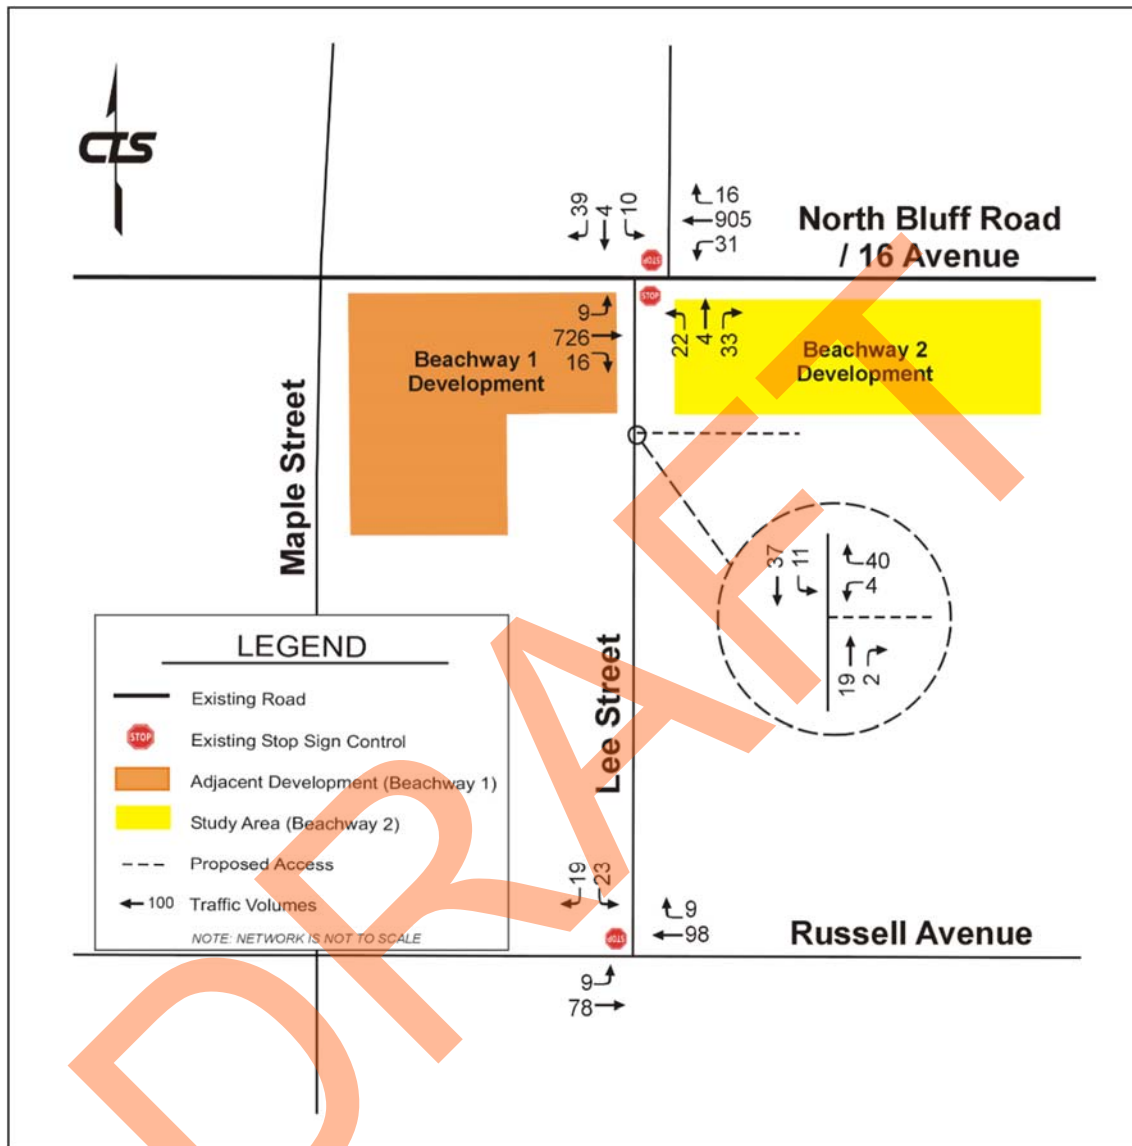 CTS
39
4
10
16
905
31
North Bluff Road
/ 16 Avenue
STOP
STOP
9
726
16
22
4
33
Beachway 1
Development
Beachway 2
Development
Maple Street
37
11
40
4
19
2
Lee Street
LEGEND
Existing Road
STOP
Existing Stop Sign Control
Adjacent Development (Beachway 1)
Study Area (Beachway 2)
Proposed Access
100
Traffic Volumes
NOTE: NETWORK IS NOT TO SCALE
19
23
9
98
STOP
Russell Avenue
9
78
DRAFT